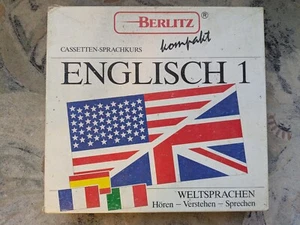 BERLITZ®
kompakt
CASSETTEN-SPRACHKURS
ENGLISCH 1
WELTSPRACHEN
Hören – Verstehen – Sprechen